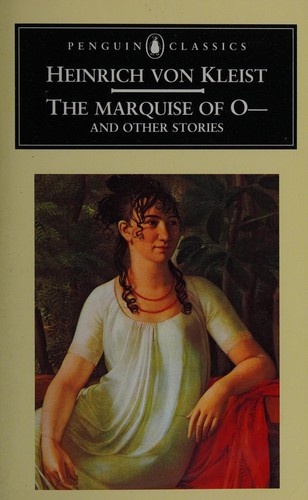 PENGUIN CLASSICS
HEINRICH VON KLEIST
THE MARQUISE OF O—
AND OTHER STORIES